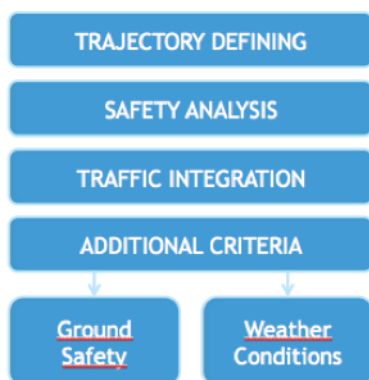 TRAJECTORY DEFINING
SAFETY ANALYSIS
TRAFFIC INTEGRATION
ADDITIONAL CRITERIA
Ground
Safety
Weather
Conditions